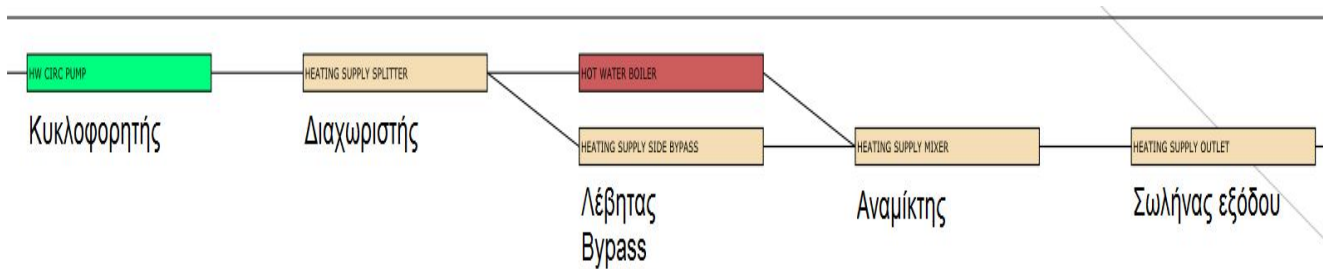 HW CIRC PUMP
HEATING SUPPLY SPLITTER
HOT WATER BOILER
Κυκλοφορητής
Διαχωριστής
HEATING SUPPLY SIDE BYPASS
HEATING SUPPLY MIXER
HEATING SUPPLY OUTLET
Λέβητας
Bypass
Αναμίκτης
Σωλήνας εξόδου